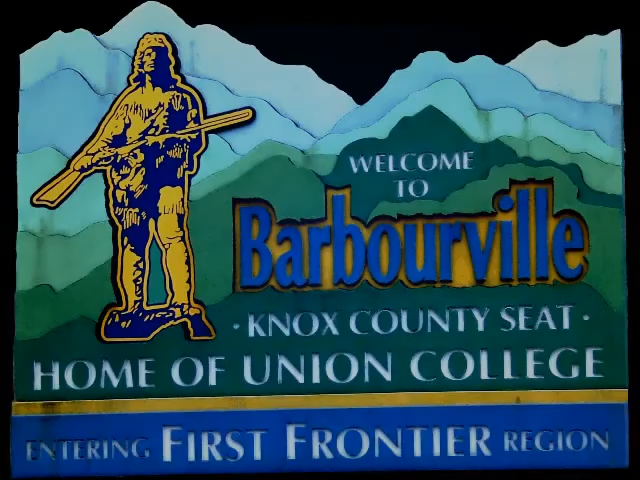 WELCOME
TO
Barbourville
· KNOX COUNTY SEAT ·
HOME OF UNION COLLEGE
ENTERING FIRST FRONTIER REGION